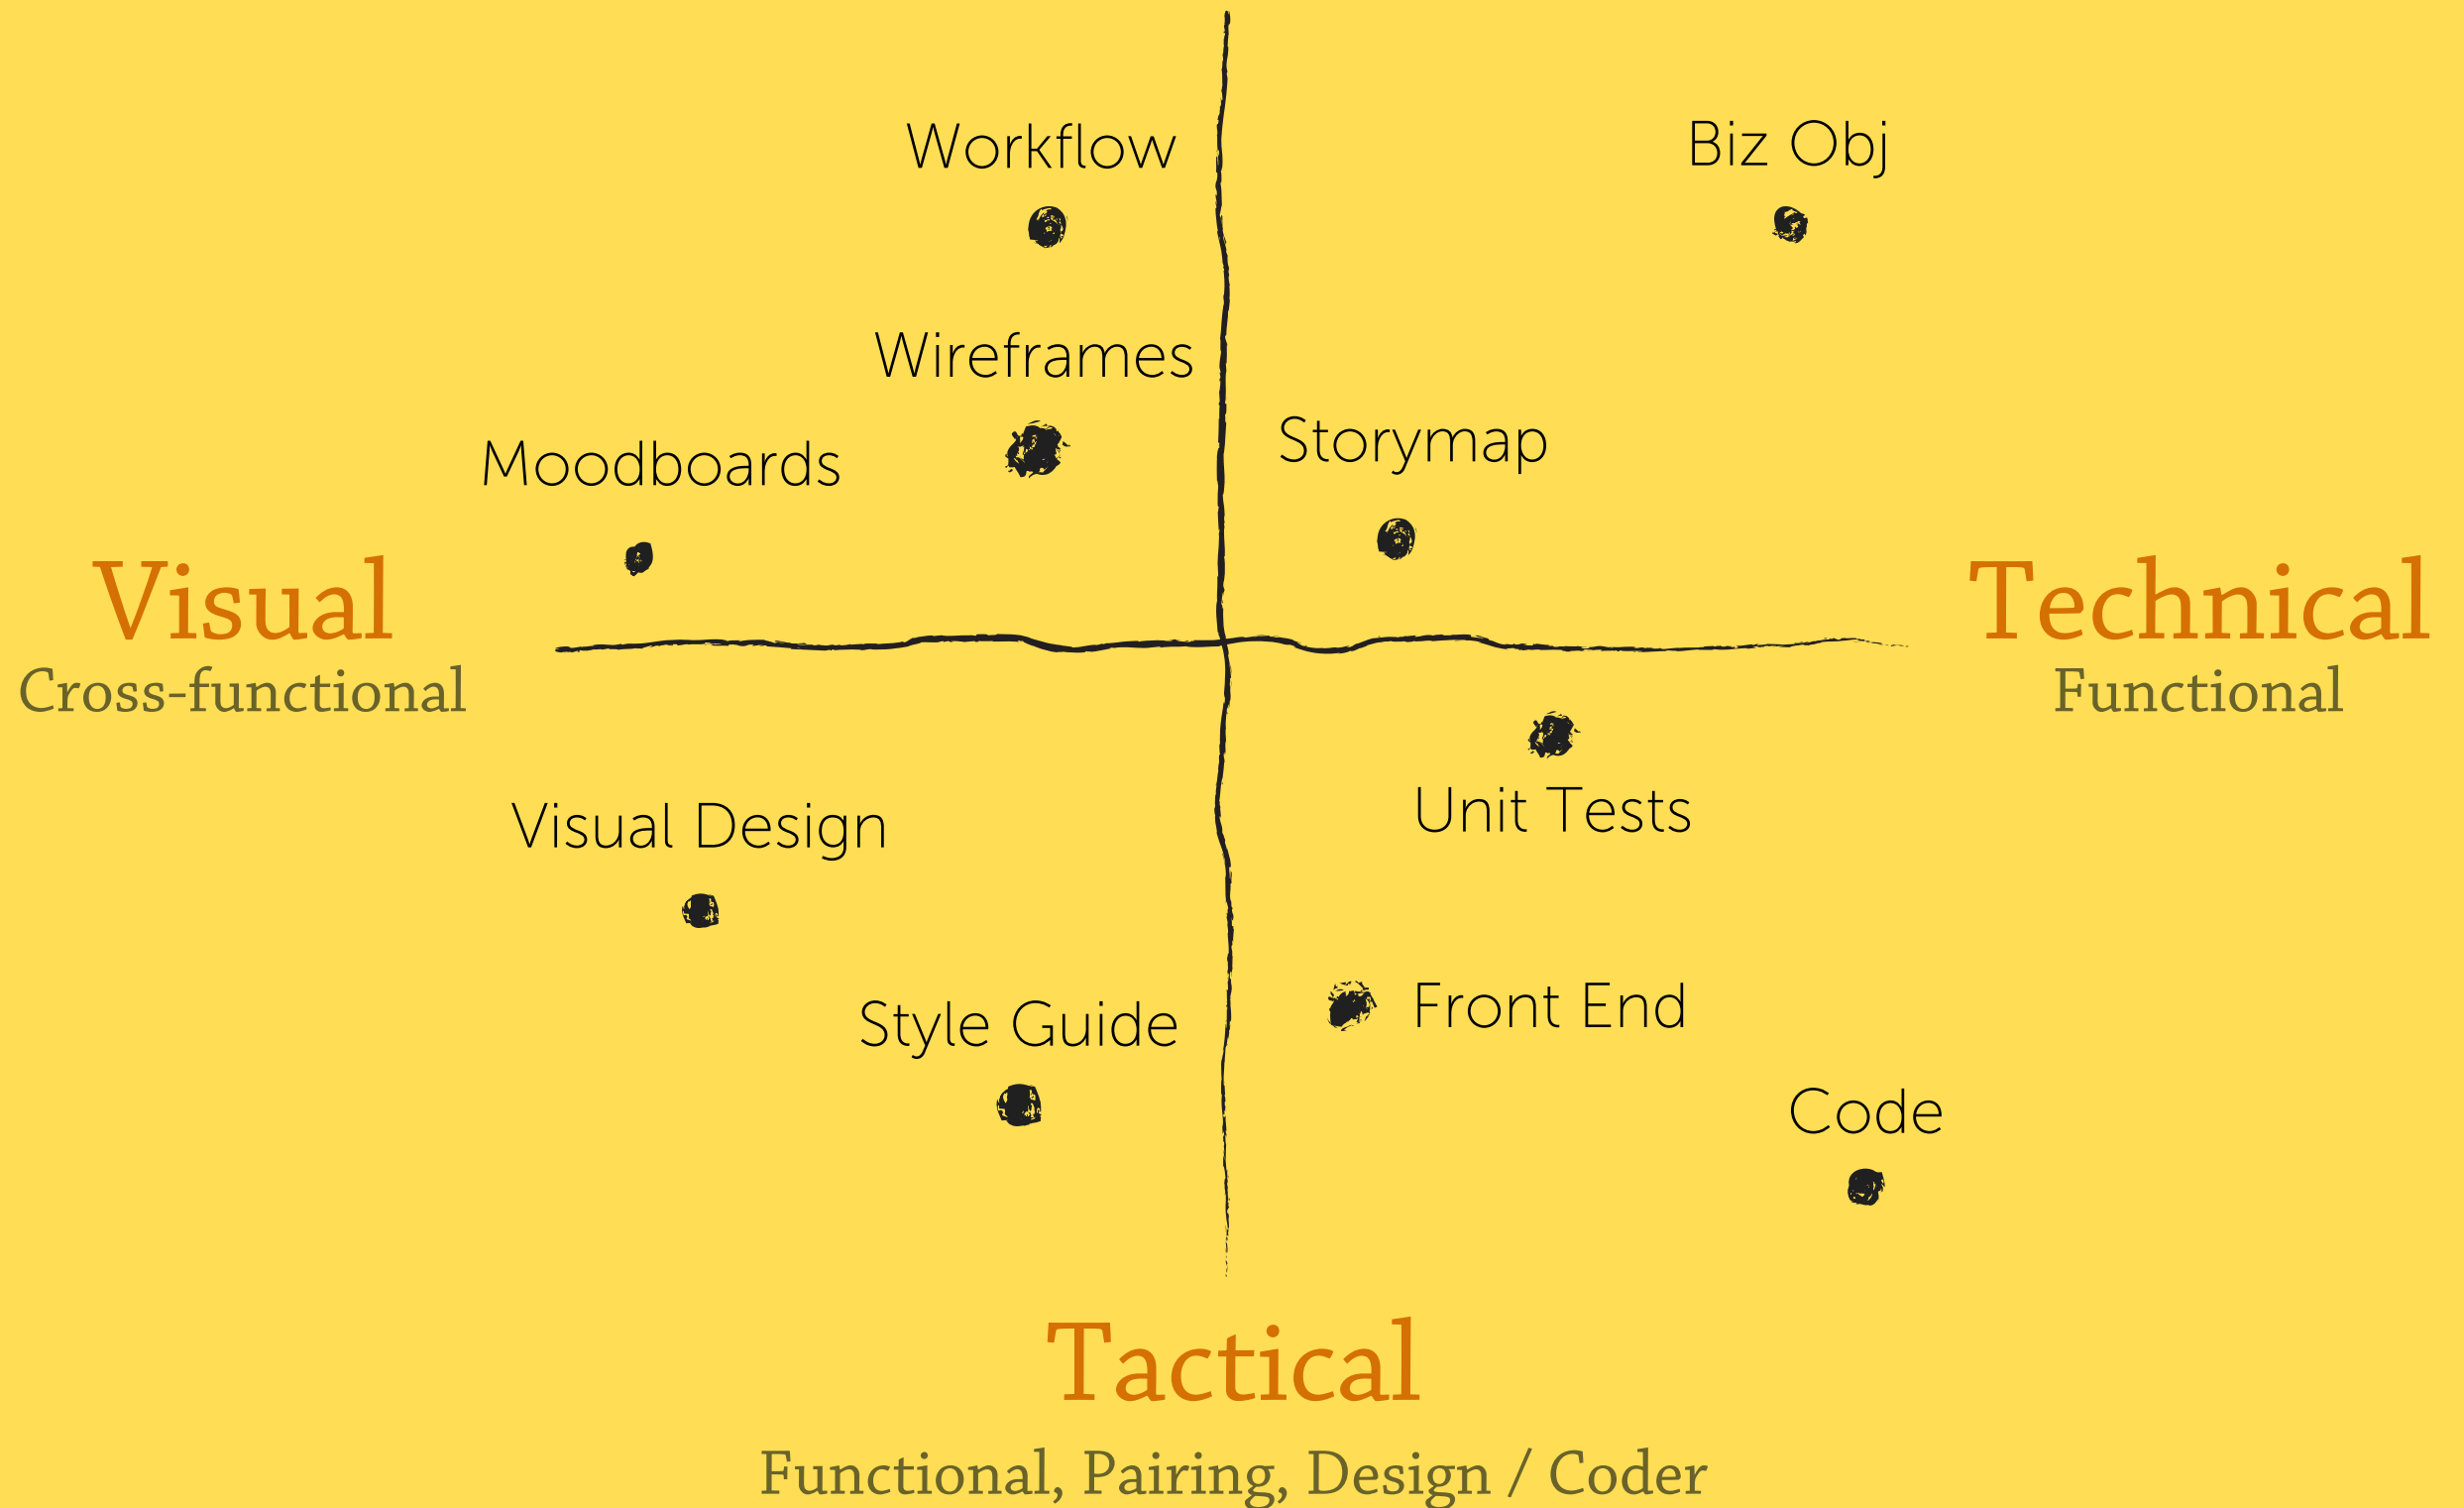 Workflow
Biz Obj
Wireframes
Storymap
Moodboards
Visual
Cross-functional
Technical
Functional
Visual Design
Unit Tests
Style Guide
Front End
Code
Tactical
Functional, Pairing, Design / Coder